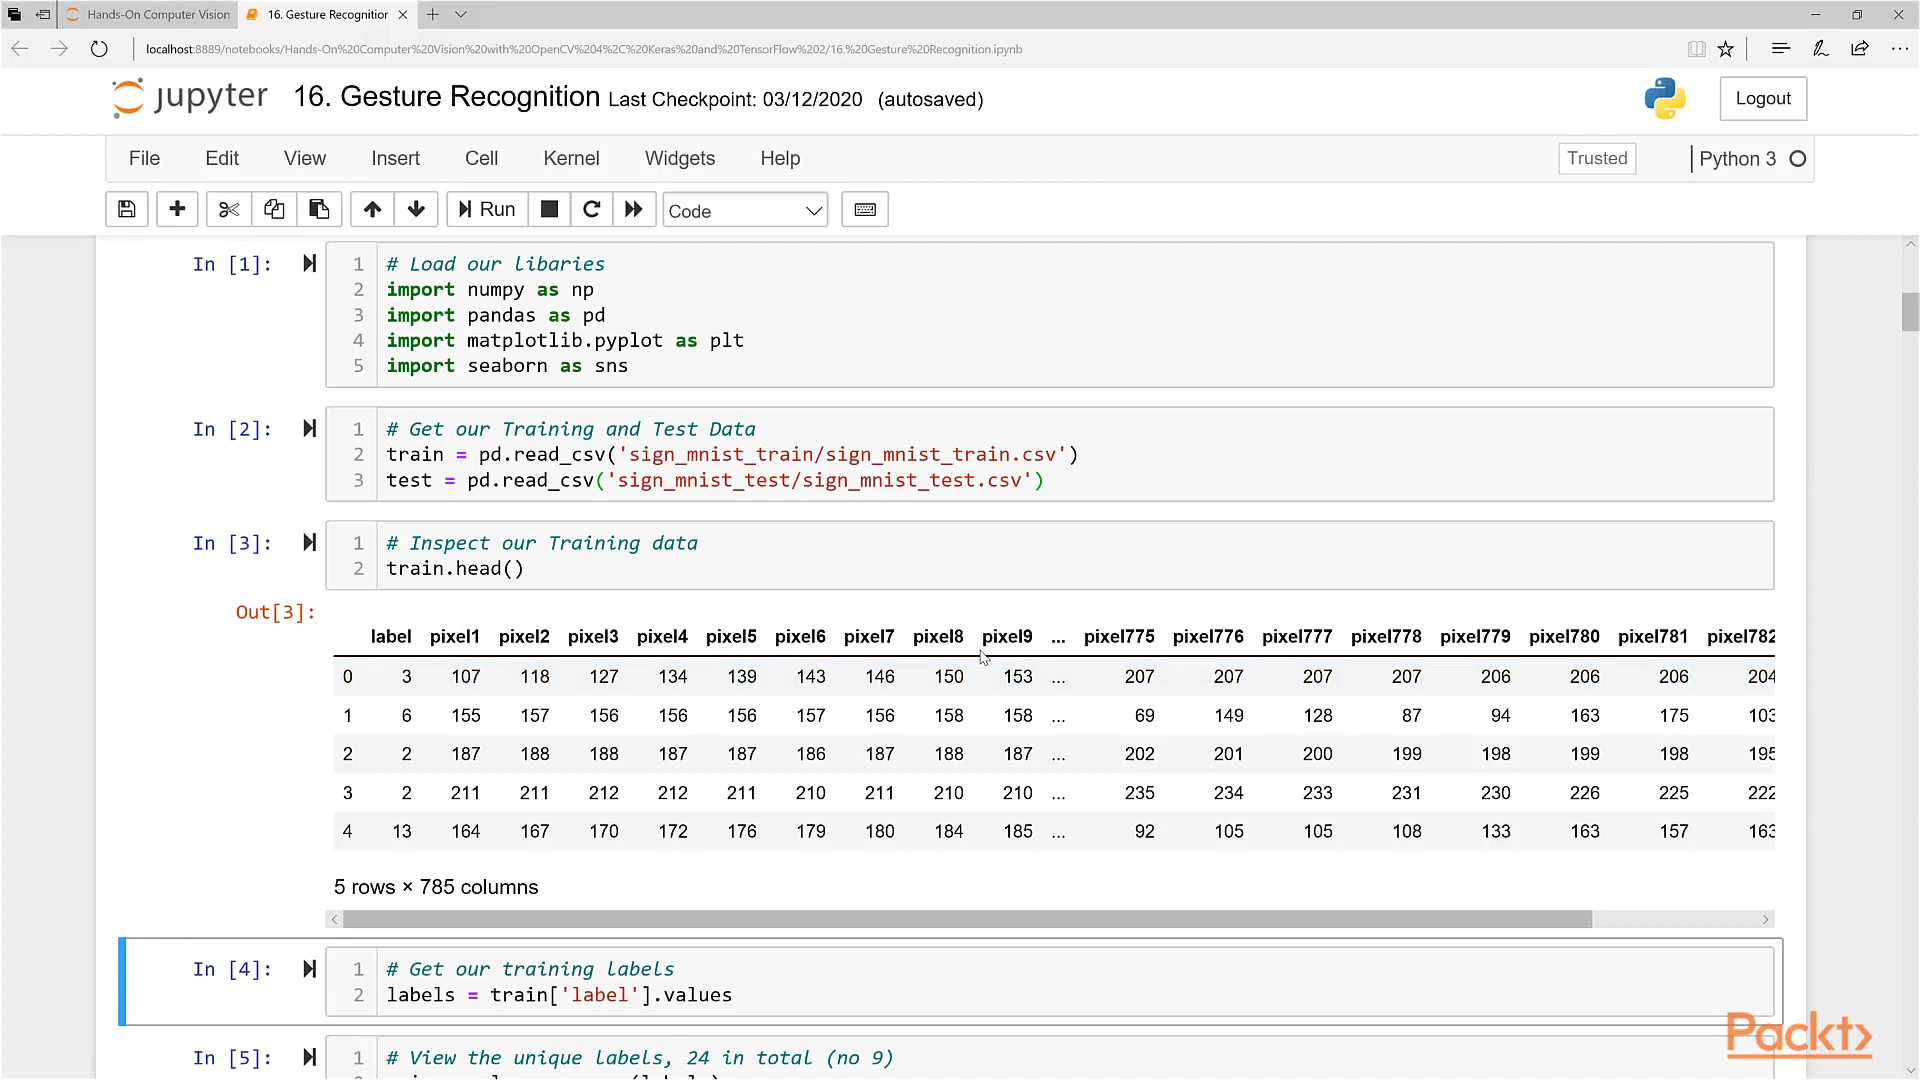 Hands-On Computer Vision
16. Gesture Recognition
localhost:8889/notebooks/Hands-On%20Computer%20Vision%20with%20OpenCV%204%2C%20Keras%20and%20TensorFlow%202/16.%20Gesture%20Recognition.ipynb
jupyter 16. Gesture Recognition Last Checkpoint: 03/12/2020 (autosaved)
Logout
File Edit View Insert Cell Kernel Widgets Help
Trusted
Python 3
Run
Code
In [1]:
1 # Load our libaries
2 import numpy as np
3 import pandas as pd
4 import matplotlib.pyplot as plt
5 import seaborn as sns
In [2]:
1 # Get our Training and Test Data
2 train = pd.read_csv('sign_mnist_train/sign_mnist_train.csv')
3 test = pd.read_csv('sign_mnist_test/sign_mnist_test.csv')
In [3]:
1 # Inspect our Training data
2 train.head()
Out[3]:
label pixel1 pixel2 pixel3 pixel4 pixel5 pixel6 pixel7 pixel8 pixel9 ... pixel775 pixel776 pixel777 pixel778 pixel779 pixel780 pixel781 pixel782
0 3 107 118 127 134 139 143 146 150 153 ... 207 207 207 207 206 206 206 204
1 6 155 157 156 156 156 157 156 158 158 ... 69 149 128 87 94 163 175 103
2 2 187 188 188 187 187 186 187 188 187 ... 202 201 200 199 198 199 198 195
3 2 211 211 212 212 211 210 211 210 210 ... 235 234 233 231 230 226 225 222
4 13 164 167 170 172 176 179 180 184 185 ... 92 105 105 108 133 163 157 163
5 rows × 785 columns
In [4]:
1 # Get our training labels
2 labels = train['label'].values
In [5]:
1 # View the unique labels, 24 in total (no 9)
Packt>